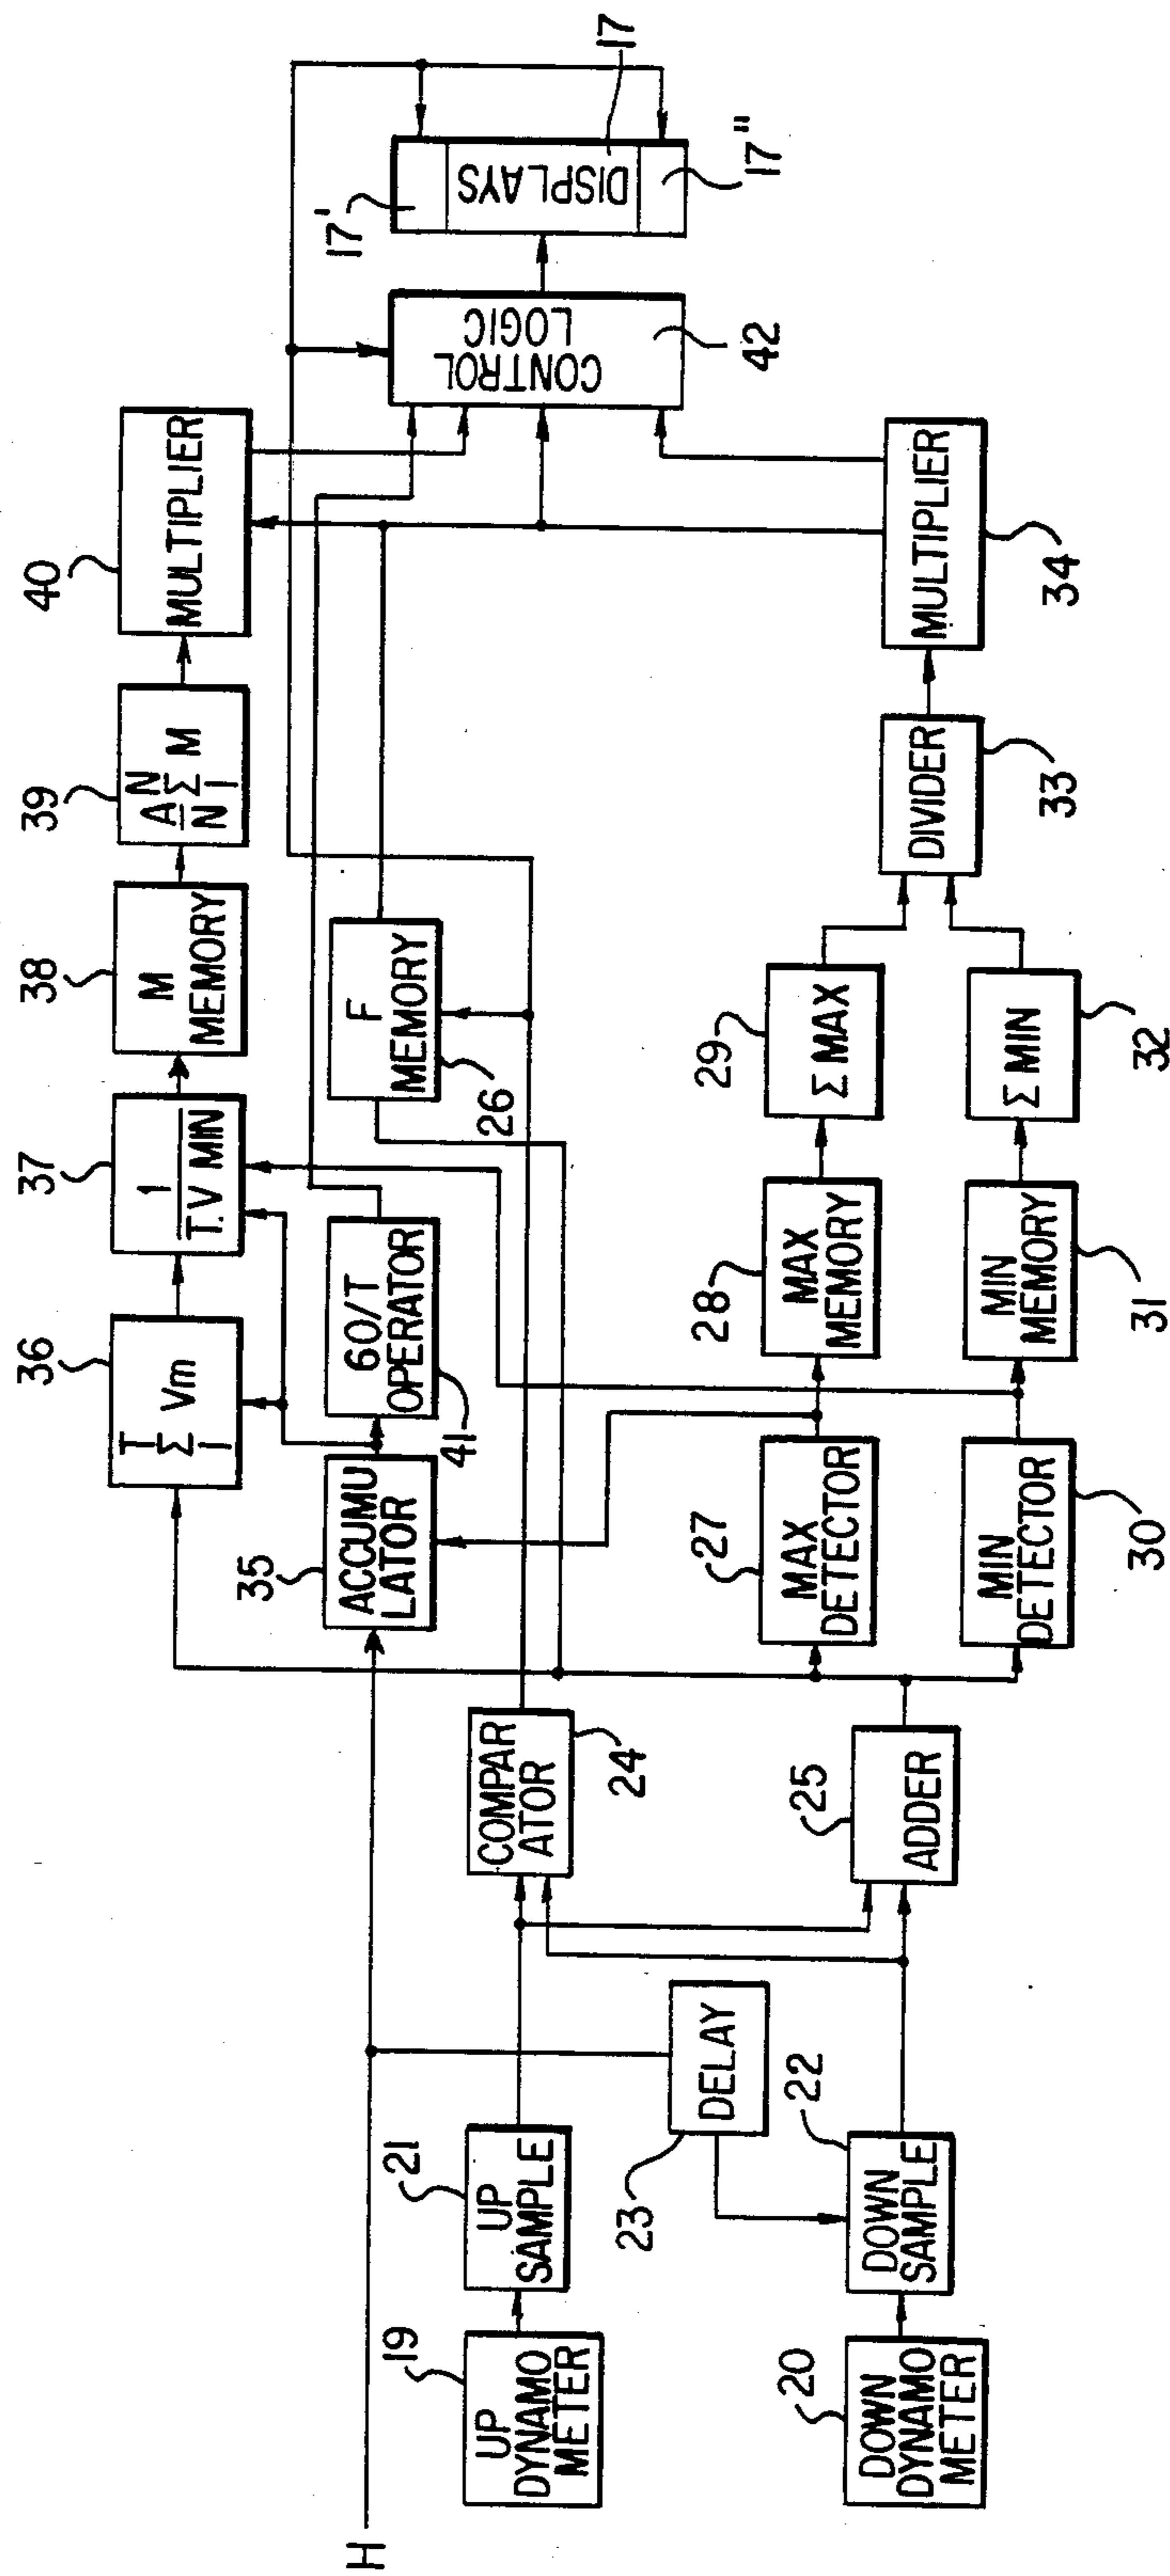 H
19
UP
DYNAMO
METER
20
DOWN
DYNAMO
METER
21
UP
SAMPLE
22
DOWN
SAMPLE
23
DELAY
COMPAR
ATOR
24
25
ADDER
35
ACCUMU
LATOR
36
T
Σ Vm
1
37
1
T.V MIN
38
M
MEMORY
39
A N
N Σ M
1
40
MULTIPLIER
60/T
OPERATOR
41
F
MEMORY
26
27
MAX
DETECTOR
28
MAX
MEMORY
29
Σ MAX
MIN
DETECTOR
30
MIN
MEMORY
31
Σ MIN
32
DIVIDER
33
MULTIPLIER
34
CONTROL
LOGIC
42
17'
DISPLAYS
17
17"